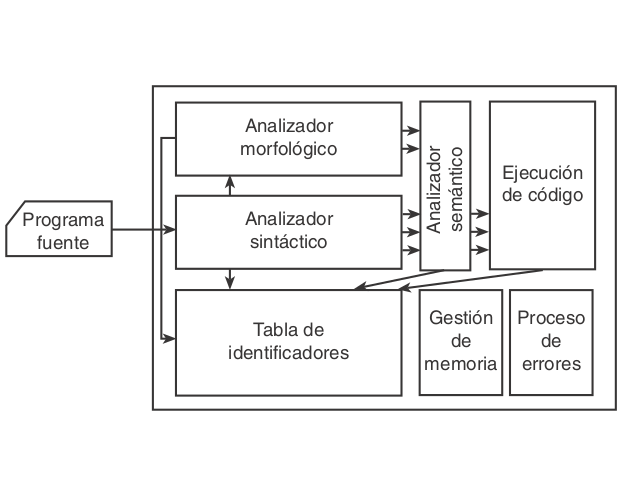 Analizador
morfológico
Programa
fuente
Analizador
sintáctico
Analizador
semántico
Ejecución
de código
Tabla de
identificadores
Gestión
de
memoria
Proceso
de
errores